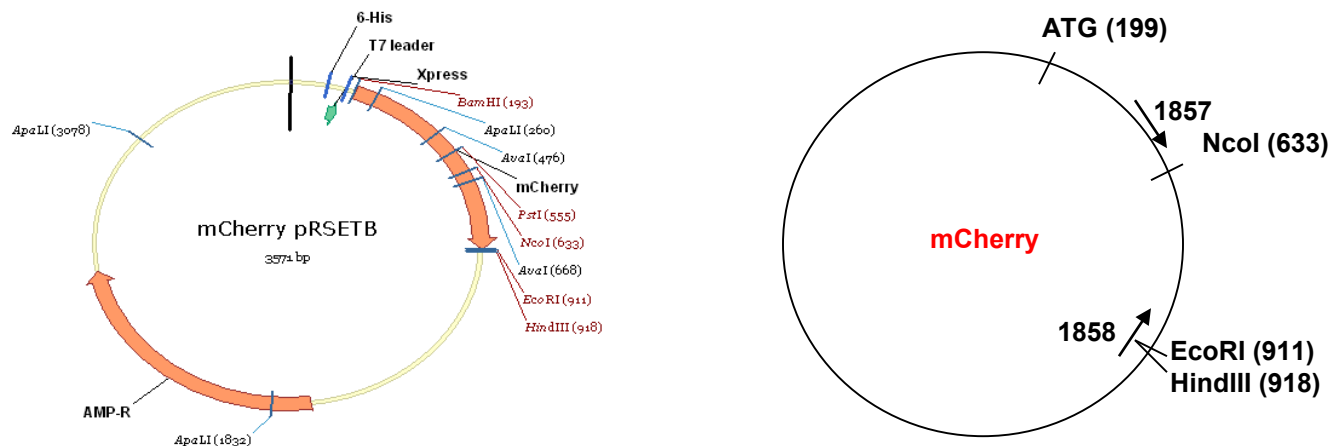 6-His
T7 leader
Xpress
BamHI (193)
ApaLI (3078)
ApaLI (260)
AvaI (476)
mCherry
mCherry pRSETB
3571 bp
PstI (555)
NcoI (633)
AvaI (668)
EcoRI (911)
HindIII (918)
AMP-R
ApaLI (1832)
ATG (199)
1857
NcoI (633)
mCherry
1858
EcoRI (911)
HindIII (918)